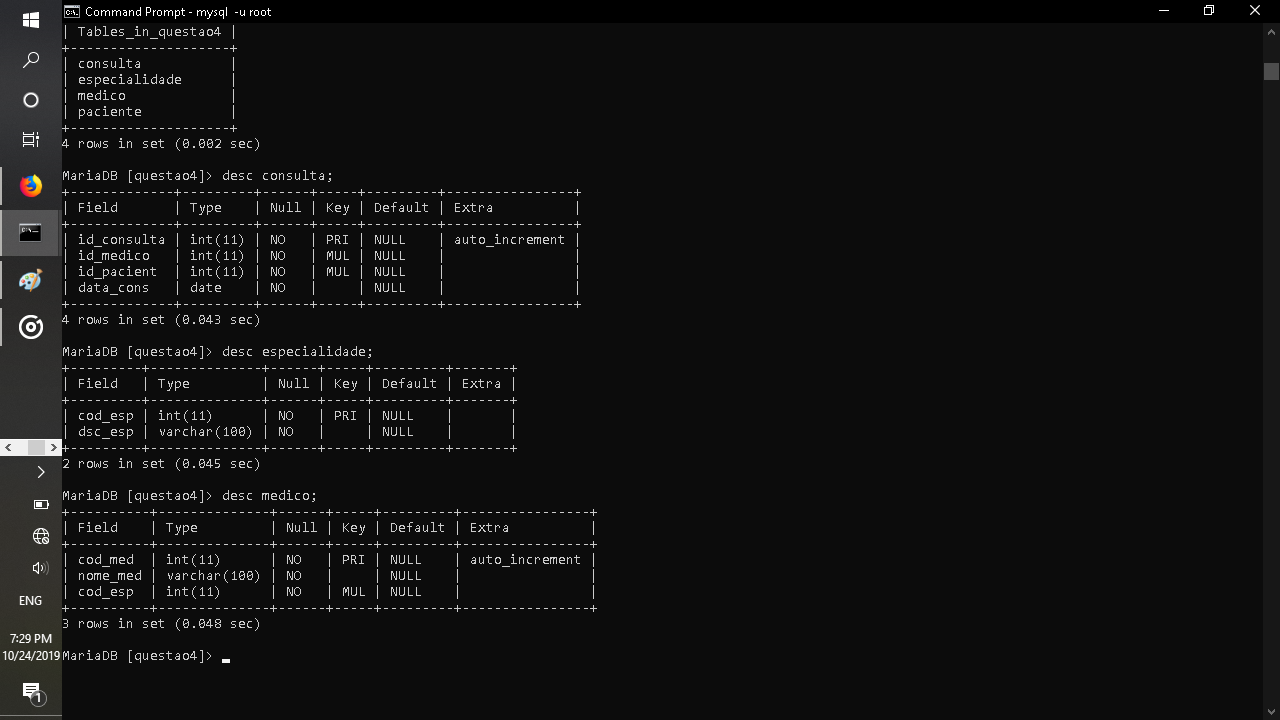 Command Prompt - mysql -u root
| Tables_in_questao4 |
+--------------------+
| consulta           |
| especialidade      |
| medico             |
| paciente           |
+--------------------+
4 rows in set (0.002 sec)
MariaDB [questao4]> desc consulta;
+-------------+---------+------+-----+---------+----------------+
| Field       | Type    | Null | Key | Default | Extra          |
+-------------+---------+------+-----+---------+----------------+
| id_consulta | int(11) | NO   | PRI | NULL    | auto_increment |
| id_medico   | int(11) | NO   | MUL | NULL    |                |
| id_pacient  | int(11) | NO   | MUL | NULL    |                |
| data_cons   | date    | NO   |     | NULL    |                |
+-------------+---------+------+-----+---------+----------------+
4 rows in set (0.043 sec)
MariaDB [questao4]> desc especialidade;
+---------+--------------+------+-----+---------+-------+
| Field   | Type         | Null | Key | Default | Extra |
+---------+--------------+------+-----+---------+-------+
| cod_esp | int(11)      | NO   | PRI | NULL    |       |
| dsc_esp | varchar(100) | NO   |     | NULL    |       |
+---------+--------------+------+-----+---------+-------+
2 rows in set (0.045 sec)
MariaDB [questao4]> desc medico;
+----------+--------------+------+-----+---------+----------------+
| Field    | Type         | Null | Key | Default | Extra          |
+----------+--------------+------+-----+---------+----------------+
| cod_med  | int(11)      | NO   | PRI | NULL    | auto_increment |
| nome_med | varchar(100) | NO   |     | NULL    |                |
| cod_esp  | int(11)      | NO   | MUL | NULL    |                |
+----------+--------------+------+-----+---------+----------------+
3 rows in set (0.048 sec)
MariaDB [questao4]> _
ENG
7:29 PM
10/24/2019
1